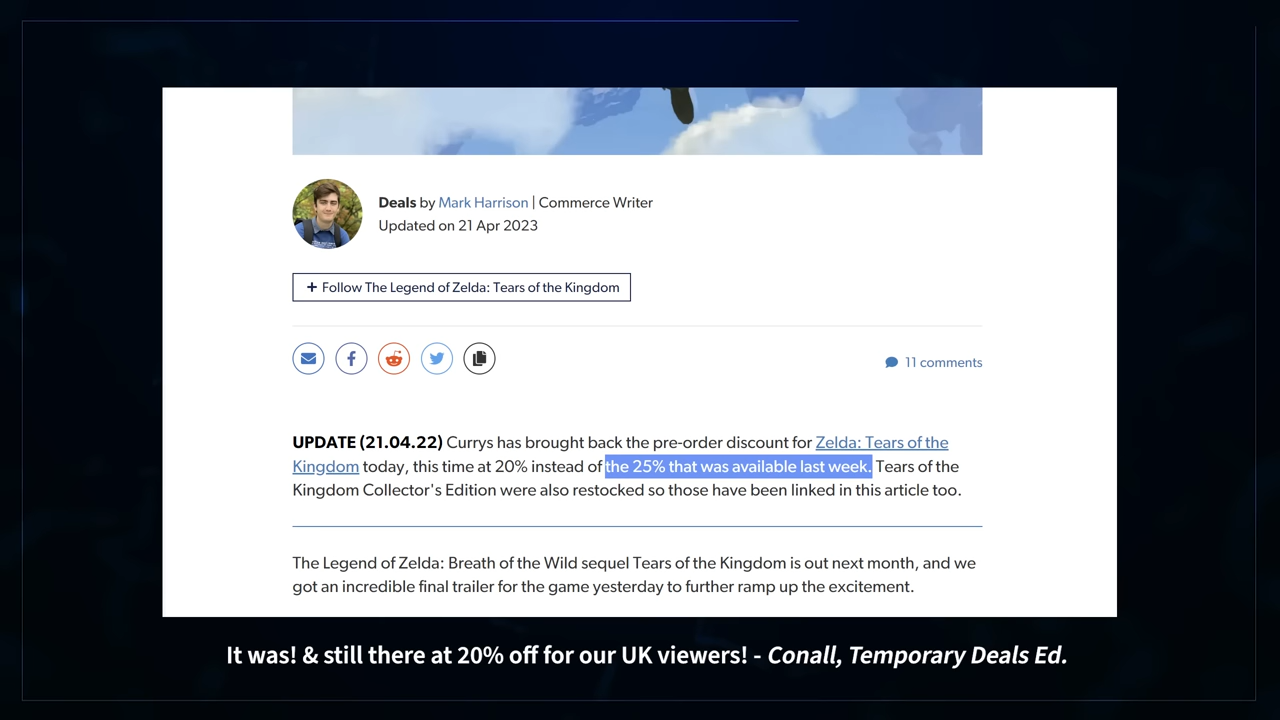 Deals by Mark Harrison | Commerce Writer
Updated on 21 Apr 2023
+ Follow The Legend of Zelda: Tears of the Kingdom
11 comments
UPDATE (21.04.22) Currys has brought back the pre-order discount for Zelda: Tears of the
Kingdom today, this time at 20% instead of the 25% that was available last week. Tears of the
Kingdom Collector's Edition were also restocked so those have been linked in this article too.
The Legend of Zelda: Breath of the Wild sequel Tears of the Kingdom is out next month, and we
got an incredible final trailer for the game yesterday to further ramp up the excitement.
It was! & still there at 20% off for our UK viewers! - Conall, Temporary Deals Ed.